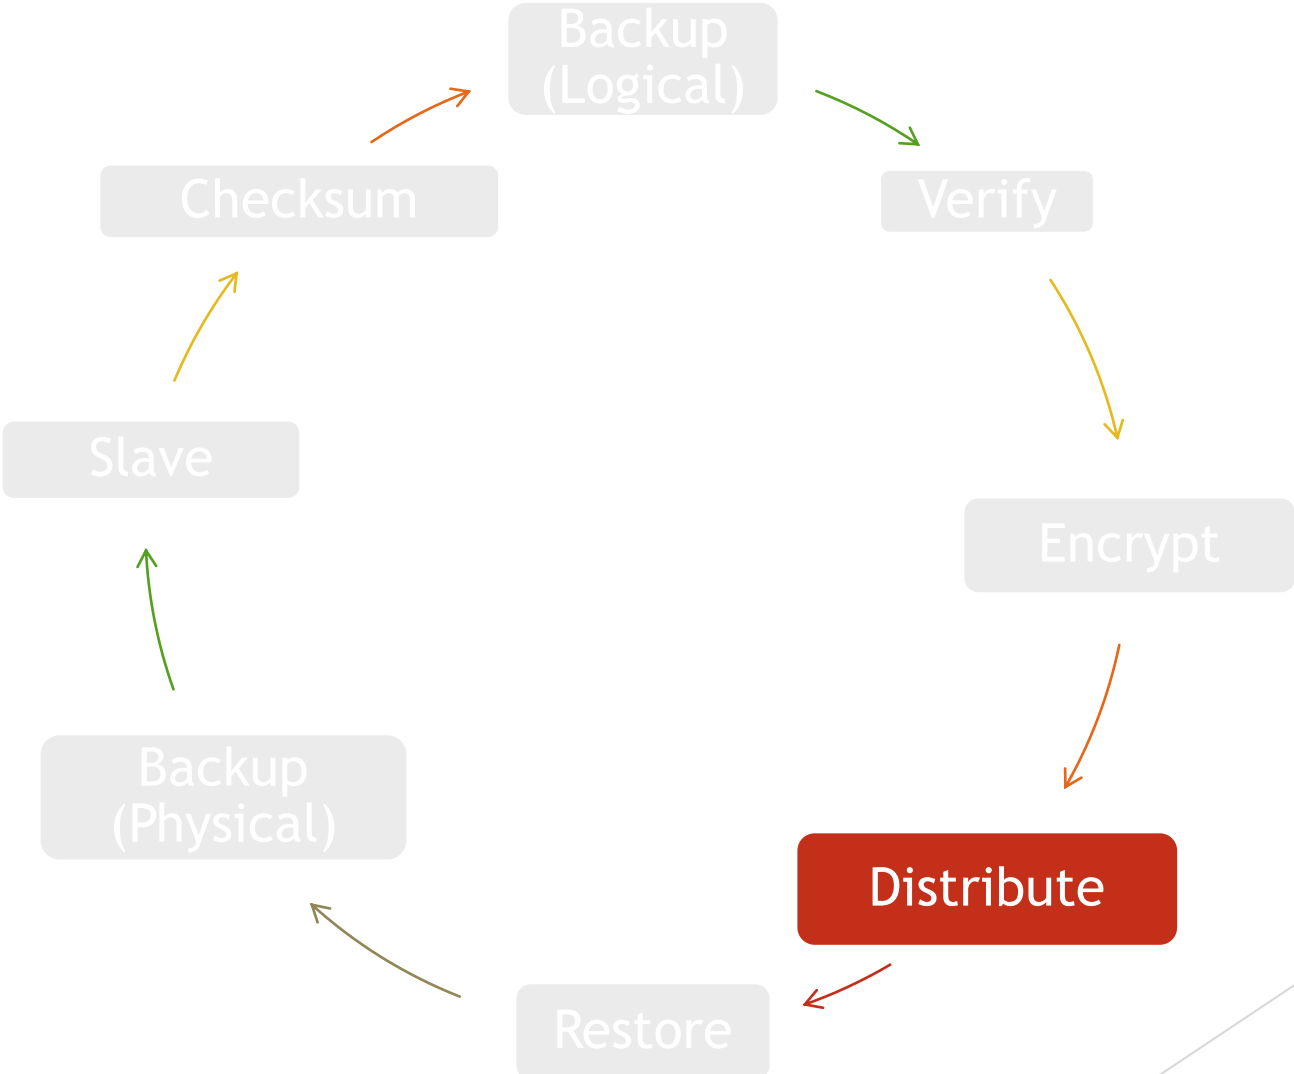 Backup
(Logical)
Checksum
Verify
Slave
Encrypt
Backup
(Physical)
Distribute
Restore